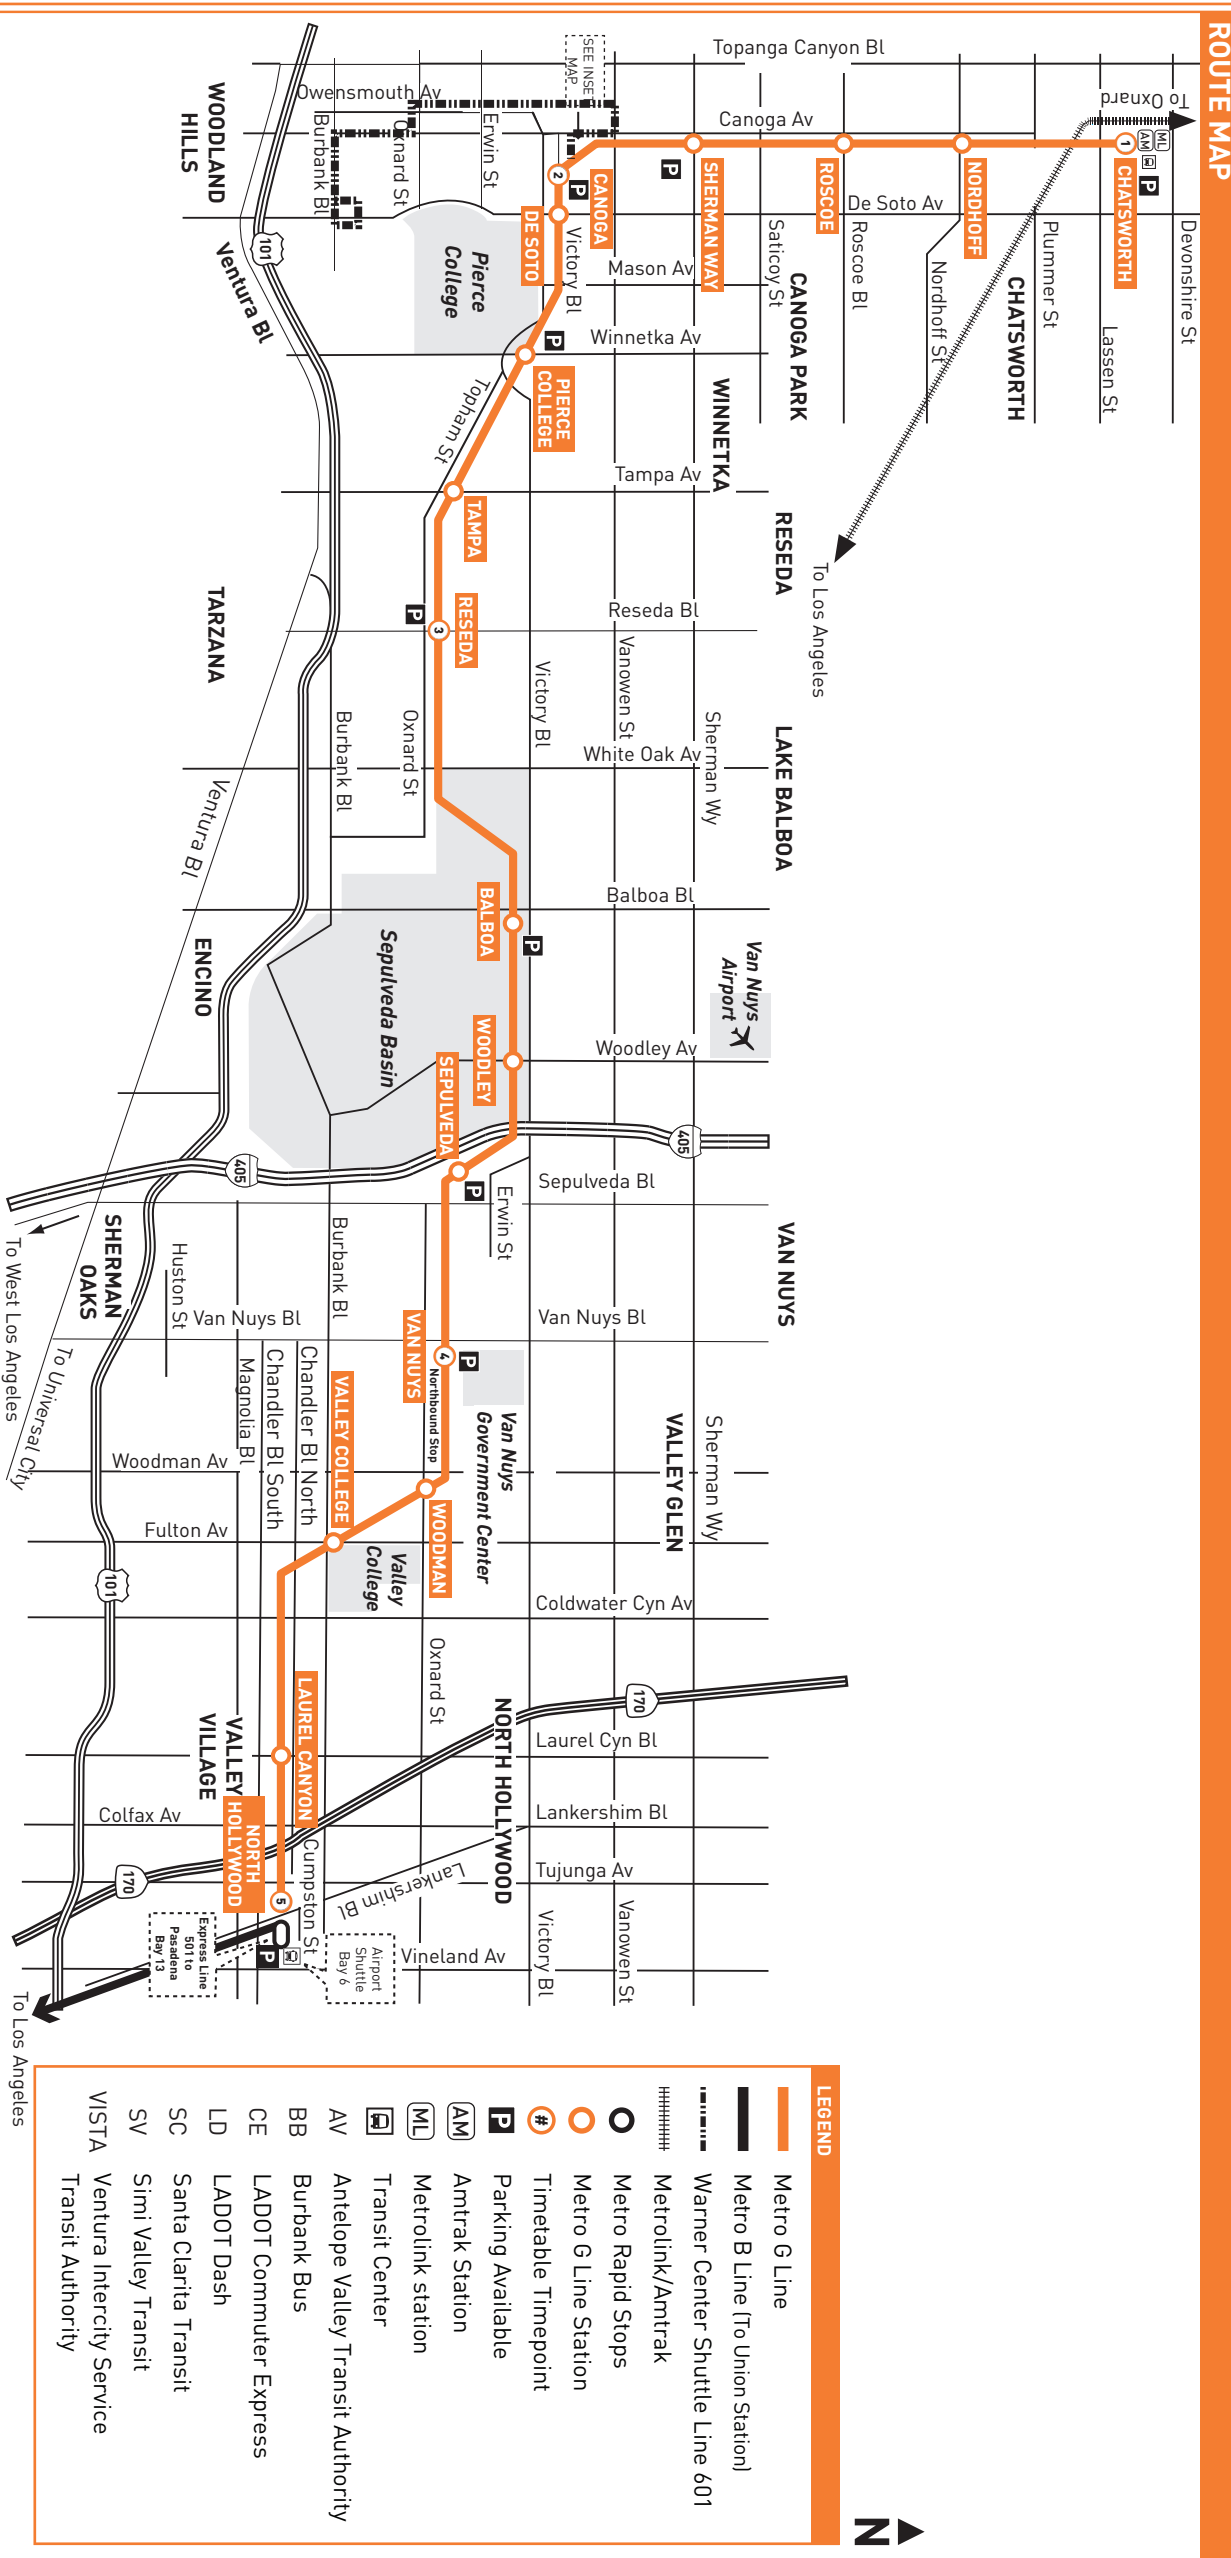 ROUTE MAP
To Oxnard
Topanga Canyon Bl
SEE INSET
MAP
Owensmouth Av
Canoga Av
De Soto Av
Mason Av
Winnetka Av
Tampa Av
Reseda Bl
White Oak Av
Balboa Bl
Woodley Av
Sepulveda Bl
Van Nuys Bl
Van Nuys Bl
Woodman Av
Fulton Av
Coldwater Cyn Av
Laurel Cyn Bl
Lankershim Bl
Colfax Av
Tujunga Av
Vineland Av
1
ML
AM
P
CHATSWORTH
Devonshire St
Lassen St
Plummer St
CHATSWORTH
NORDHOFF
Nordhoff St
ROSCOE
Roscoe Bl
CANOGA PARK
Saticoy St
P
SHERMAN WAY
WINNETKA
2
P
CANOGA
DE SOTO
Victory Bl
Erwin St
Oxnard St
Burbank Bl
WOODLAND
HILLS
101
Ventura Bl
Pierce
College
P
PIERCE
COLLEGE
Topham St
TAMPA
RESEDA
To Los Angeles
P
3
RESEDA
TARZANA
Vanowen St
Victory Bl
Sherman Wy
Oxnard St
Burbank Bl
LAKE BALBOA
Ventura Bl
ENCINO
BALBOA
P
Sepulveda Basin
Van Nuys
Airport
WOODLEY
SEPULVEDA
P
405
405
Erwin St
Burbank Bl
Huston St
SHERMAN
OAKS
To West Los Angeles
To Universal City
VAN NUYS
VAN NUYS
4
P
Northbound Stop
Van Nuys
Government Center
Chandler Bl North
Chandler Bl South
Magnolia Bl
VALLEY COLLEGE
Valley
College
WOODMAN
VALLEY GLEN
Sherman Wy
101
170
Oxnard St
NORTH HOLLYWOOD
LAUREL CANYON
VALLEY
VILLAGE
NORTH
HOLLYWOOD
5
Cumpston St
Lankershim Bl
170
P
Express Line
501 to
Pasadena
Bay 13
Airport
Shuttle
Bay 6
Victory Bl
Vanowen St
To Los Angeles
LEGEND
Metro G Line
Metro B Line (To Union Station)
Warner Center Shuttle Line 601
Metrolink/Amtrak
Metro Rapid Stops
Metro G Line Station
# Timetable Timepoint
P Parking Available
AM Amtrak Station
ML Metrolink station
Transit Center
AV Antelope Valley Transit Authority
BB Burbank Bus
CE LADOT Commuter Express
LD LADOT Dash
SC Santa Clarita Transit
SV Simi Valley Transit
VISTA Ventura Intercity Service
Transit Authority
N